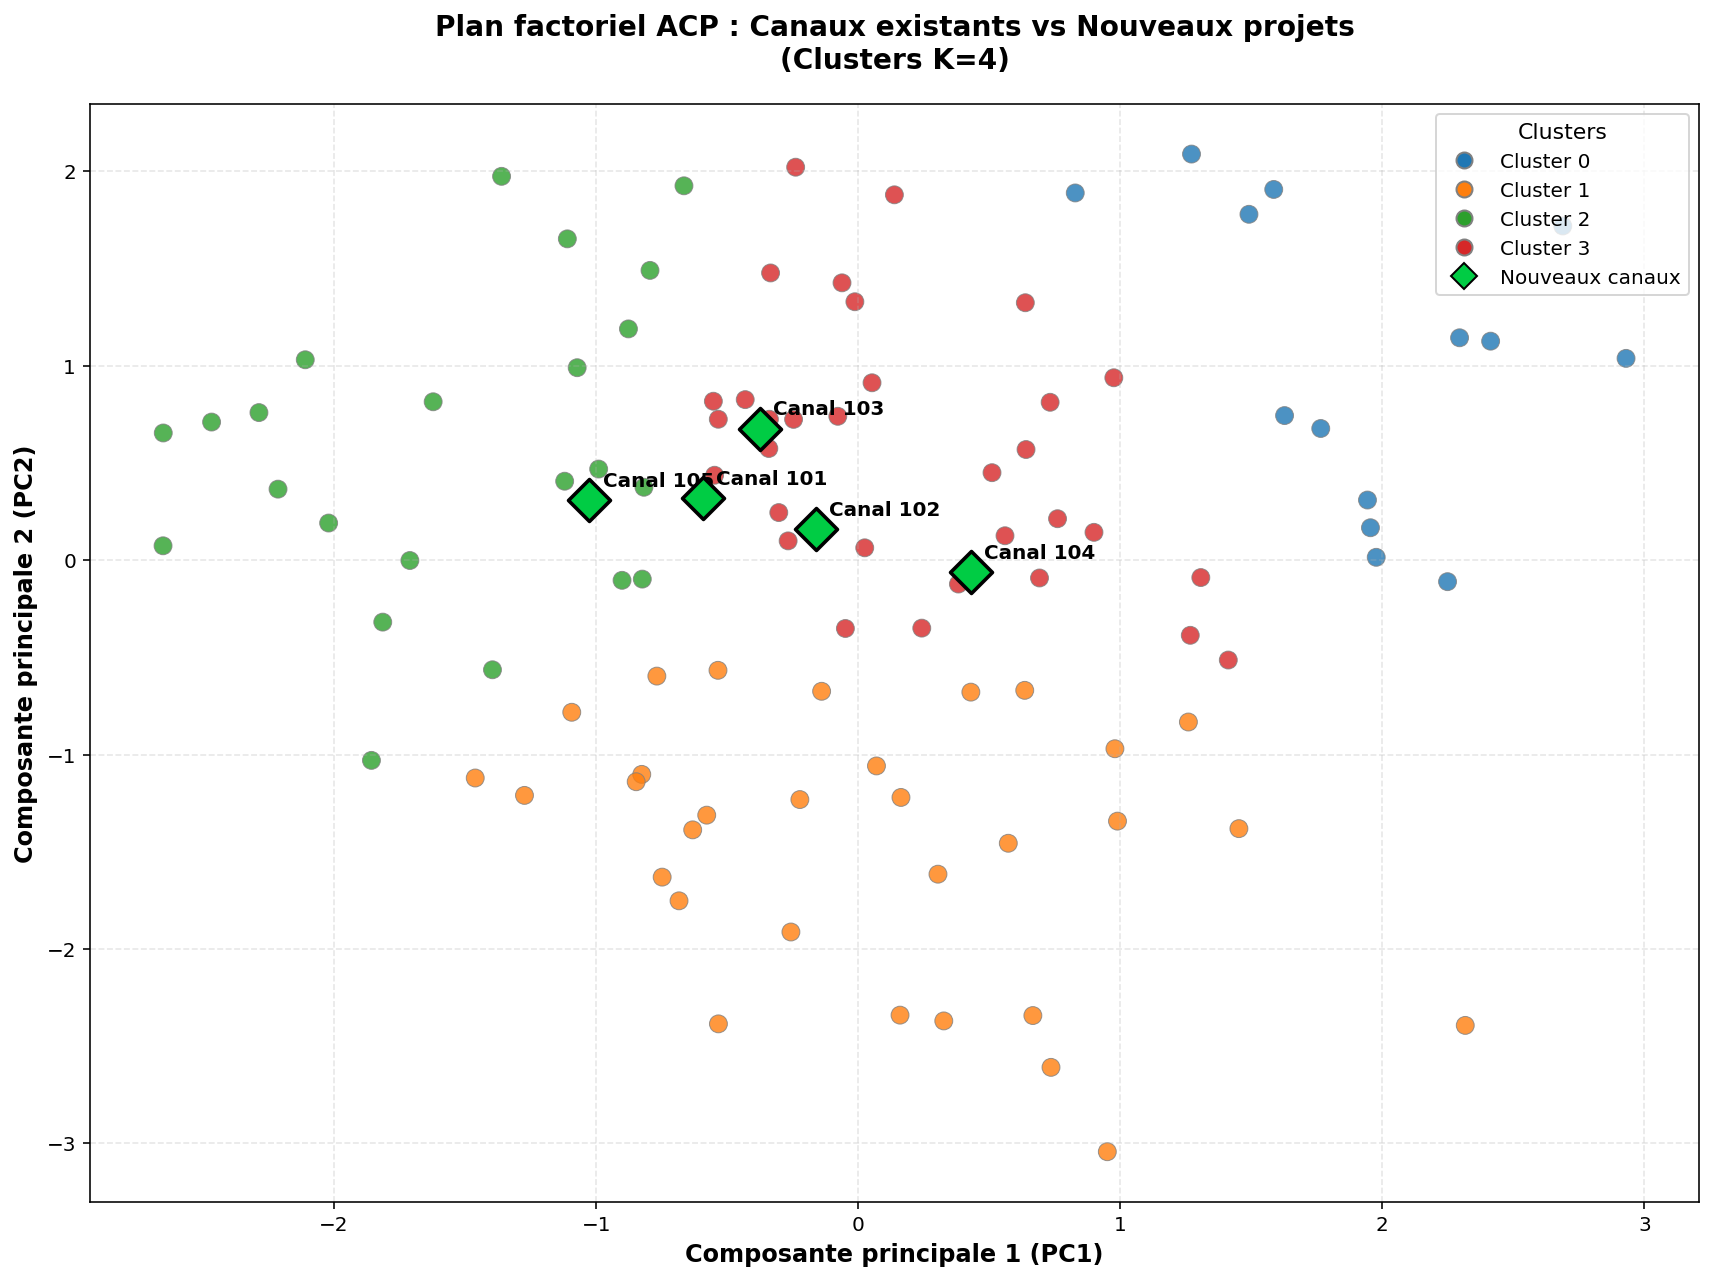 Plan factoriel ACP : Canaux existants vs Nouveaux projets
(Clusters K=4)
Clusters
Cluster 0
Cluster 1
Cluster 2
Cluster 3
Nouveaux canaux
Canal 103
Canal 105
Canal 101
Canal 102
Canal 104
Composante principale 2 (PC2)
2
1
0
−1
−2
−3
−2
−1
0
1
2
3
Composante principale 1 (PC1)